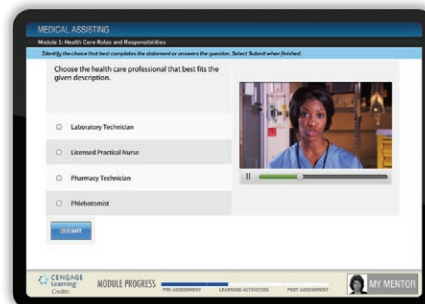 MEDICAL ASSISTING
Module 1: Health Care Roles and Responsibilities
Identify the choice that best completes the statement or answers the question. Select Submit when finished.
Choose the health care professional that best fits the
given description.
Laboratory Technician
Licensed Practical Nurse
Pharmacy Technician
Phlebotomist
SUBMIT
CENGAGE
Learning
Credits
MODULE PROGRESS
PRE-ASSESSMENT
LEARNING ACTIVITIES
POST-ASSESSMENT
MY MENTOR